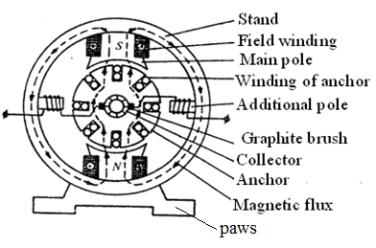 Stand
Field winding
Main pole
Winding of anchor
Additional pole
Graphite brush
Collector
Anchor
Magnetic flux
paws
S
N